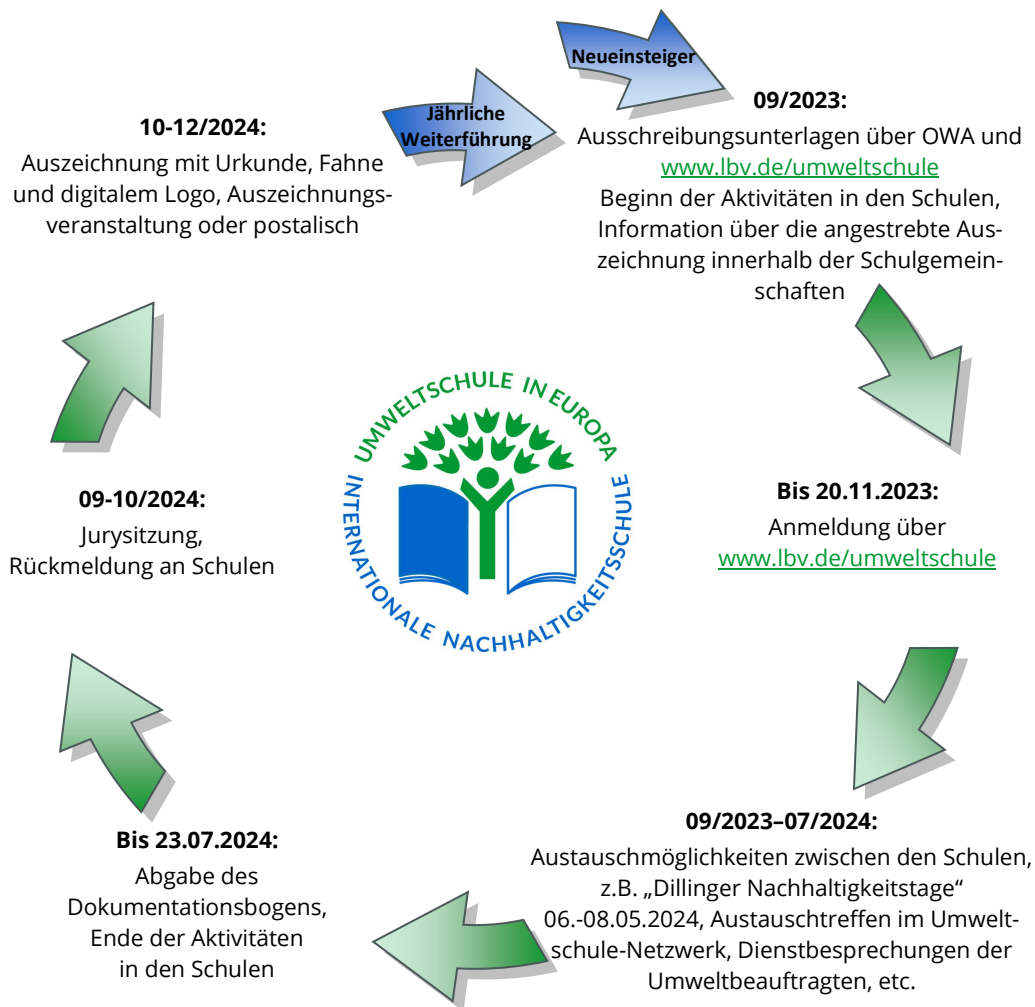 Neueinsteiger
Jährliche
Weiterführung
09/2023:
Ausschreibungsunterlagen über OWA und
www.lbv.de/umweltschule
Beginn der Aktivitäten in den Schulen,
Information über die angestrebte Aus-
zeichnung innerhalb der Schulgemein-
schaften
Bis 20.11.2023:
Anmeldung über
www.lbv.de/umweltschule
09/2023–07/2024:
Austauschmöglichkeiten zwischen den Schulen,
z.B. „Dillinger Nachhaltigkeitstage“
06.-08.05.2024, Austauschtreffen im Umwelt-
schule-Netzwerk, Dienstbesprechungen der
Umweltbeauftragten, etc.
Bis 23.07.2024:
Abgabe des
Dokumentationsbogens,
Ende der Aktivitäten
in den Schulen
09-10/2024:
Jurysitzung,
Rückmeldung an Schulen
10-12/2024:
Auszeichnung mit Urkunde, Fahne
und digitalem Logo, Auszeichnungs-
veranstaltung oder postalisch
UMWELTSCHULE IN EUROPA
INTERNATIONALE NACHHALTIGKEITSSCHULE